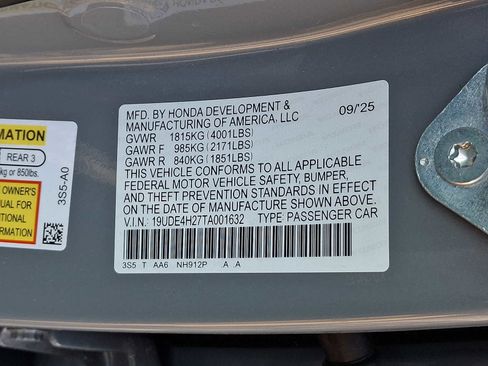 MFD. BY HONDA DEVELOPMENT & 09/'25
MANUFACTURING OF AMERICA, LLC
GVWR 1815KG(4001LBS)
GAWR F 985KG(2171LBS)
GAWR R 840KG(1851LBS)
THIS VEHICLE CONFORMS TO ALL APPLICABLE
FEDERAL MOTOR VEHICLE SAFETY, BUMPER,
AND THEFT PREVENTION STANDARDS IN EFFECT
ON THE DATE OF MANUFACTURE SHOWN ABOVE.
V.I.N.: 19UDE4H27TA001632 TYPE: PASSENGER CAR
3S5 T AA6 NH912P A A
REAR 3
kg or 850lbs.
OWNER'S
UAL FOR
3S5-A0